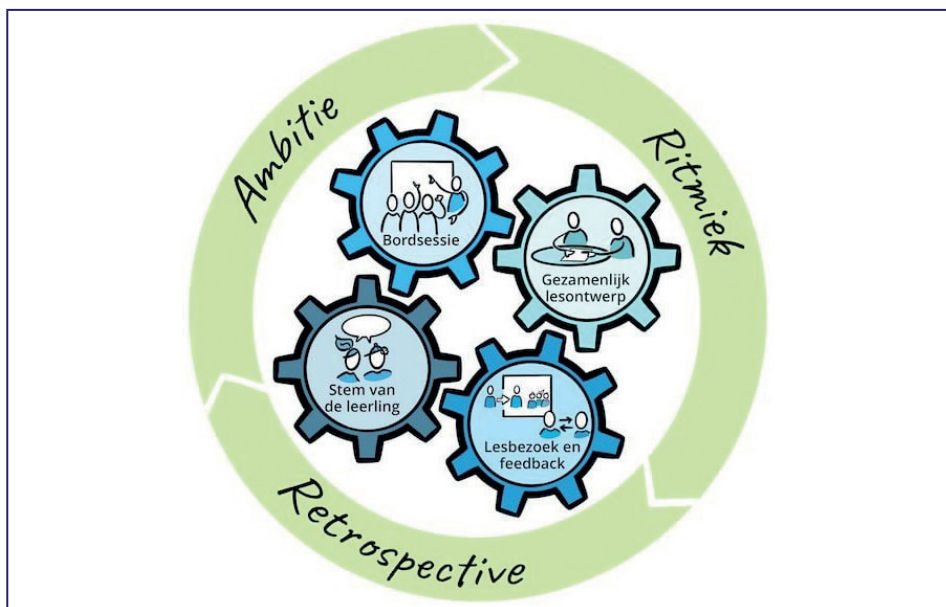 Ambitie
Ritmiek
Bordsessie
Gezamenlijk
lesontwerp
Stem van
de leerling
Lesbezoek en
feedback
Retrospective